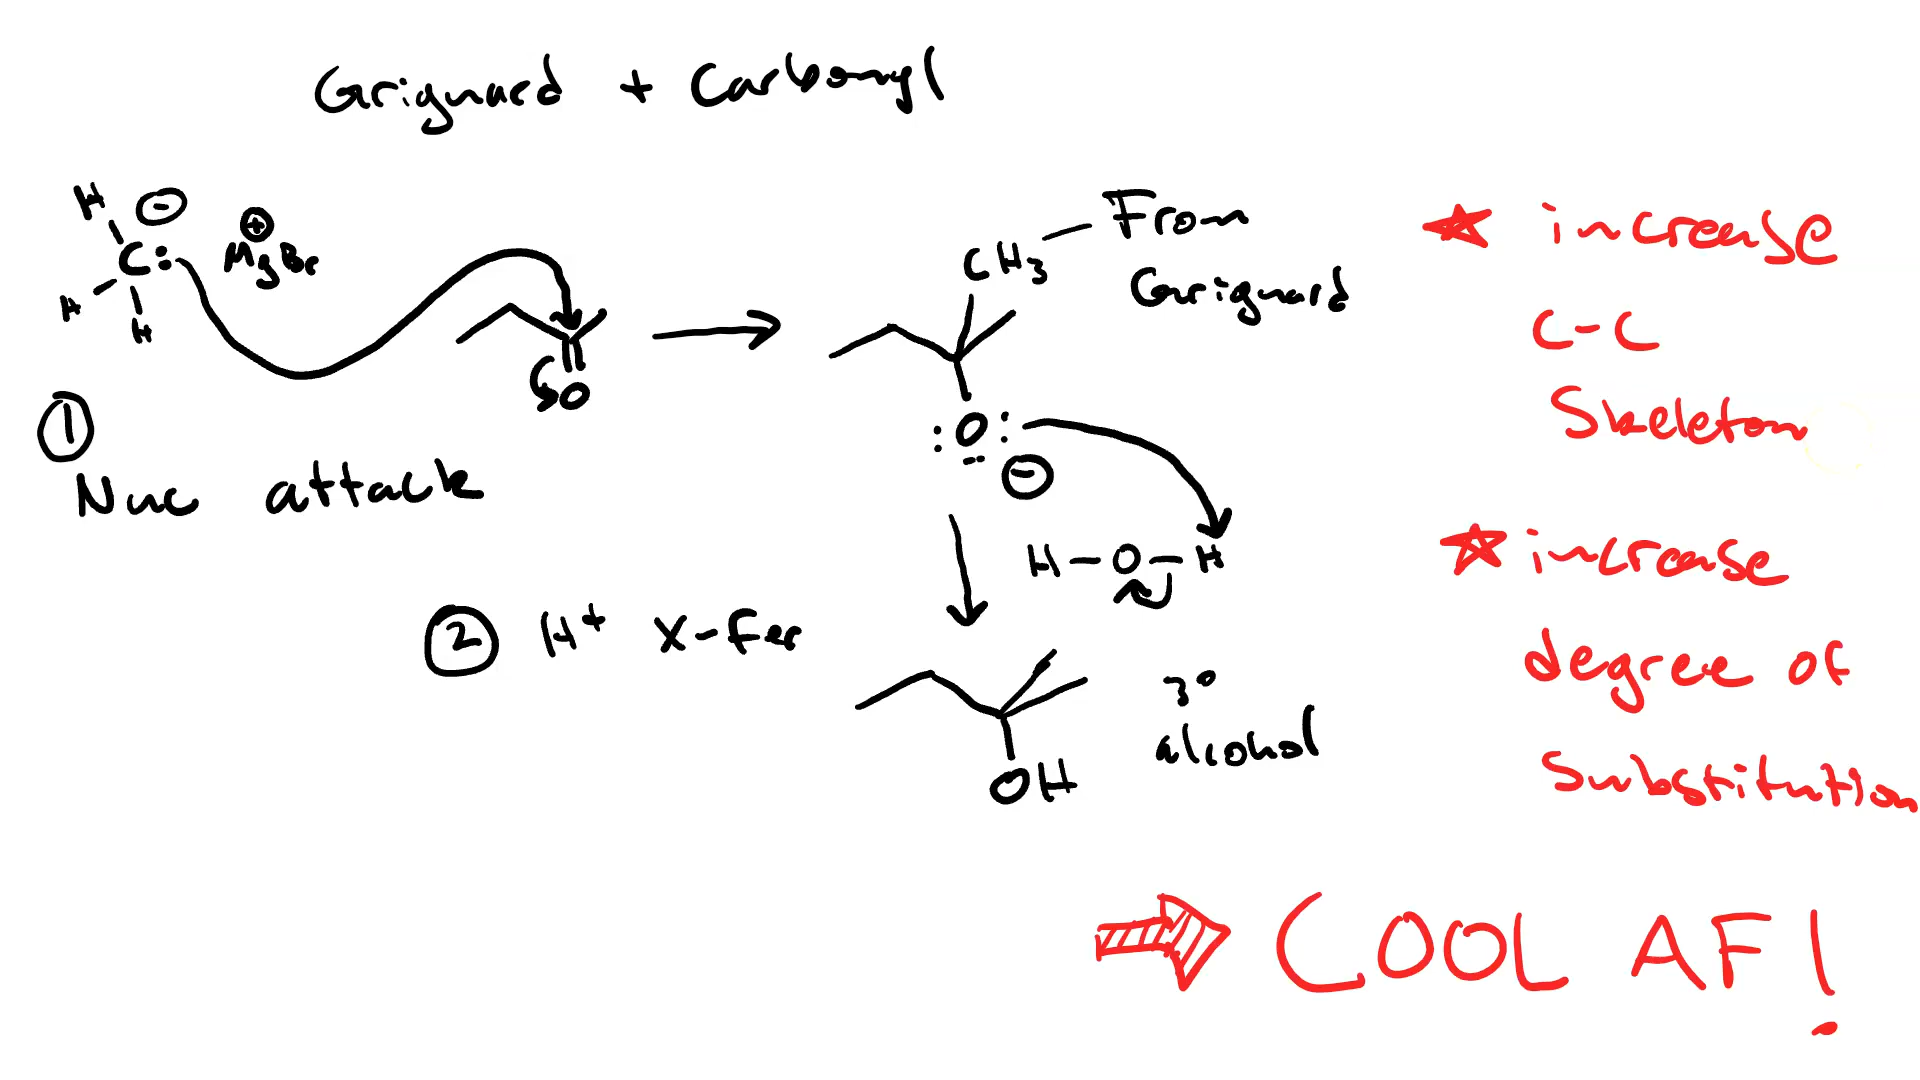 Grignard + Carbonyl
H ⊖
C: ⊕ MgBr
H
H
O
① Nuc attack
CH3 — From
Grignard
:O:
⊖
H—O—H
② H+ X-fer
OH
3° alcohol
★ increase
C-C
Skeleton
★ increase
degree of
Substitution
⇒ COOL AF!